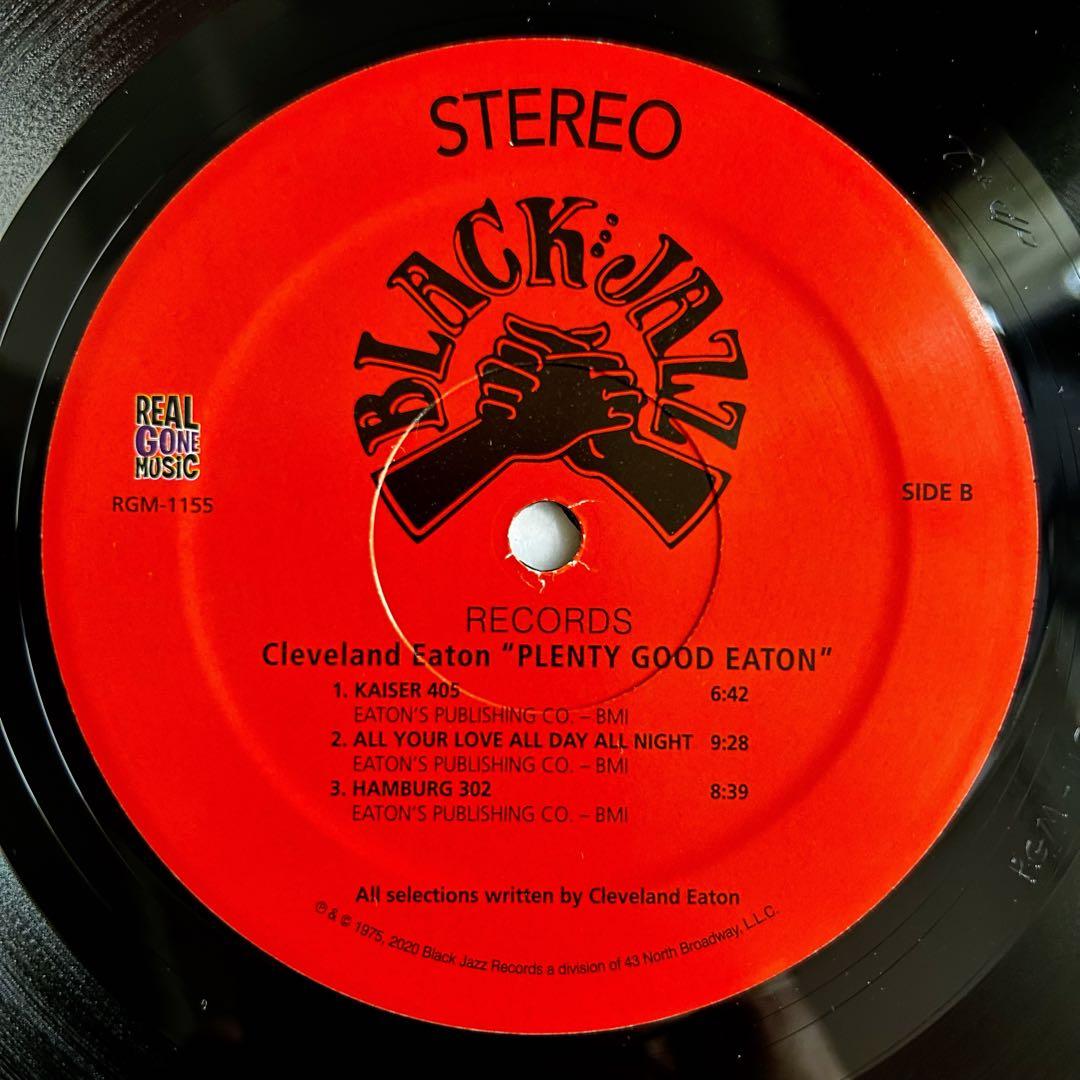 STEREO
BLACK JAZZ
REAL
GONE
MUSIC
RGM-1155
SIDE B
RECORDS
Cleveland Eaton "PLENTY GOOD EATON"
1. KAISER 405 6:42
EATON'S PUBLISHING CO. – BMI
2. ALL YOUR LOVE ALL DAY ALL NIGHT 9:28
EATON'S PUBLISHING CO. – BMI
3. HAMBURG 302 8:39
EATON'S PUBLISHING CO. – BMI
All selections written by Cleveland Eaton
℗ & © 1975, 2020 Black Jazz Records a division of 43 North Broadway, L.L.C.
RGM-